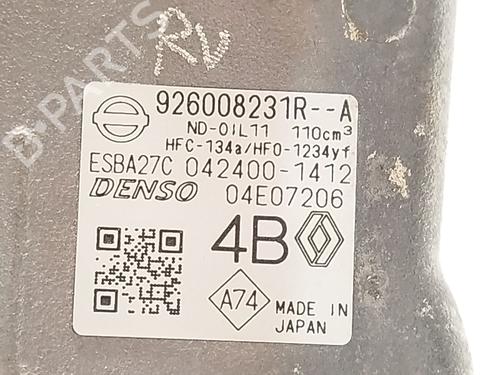 B-PARTS
RL
926008231R--A
ND-OIL11 110cm³
HFC-134a/HFO-1234yf
ESBA27C 042400-1412
DENSO 04E07206
4B
A74
MADE IN
JAPAN